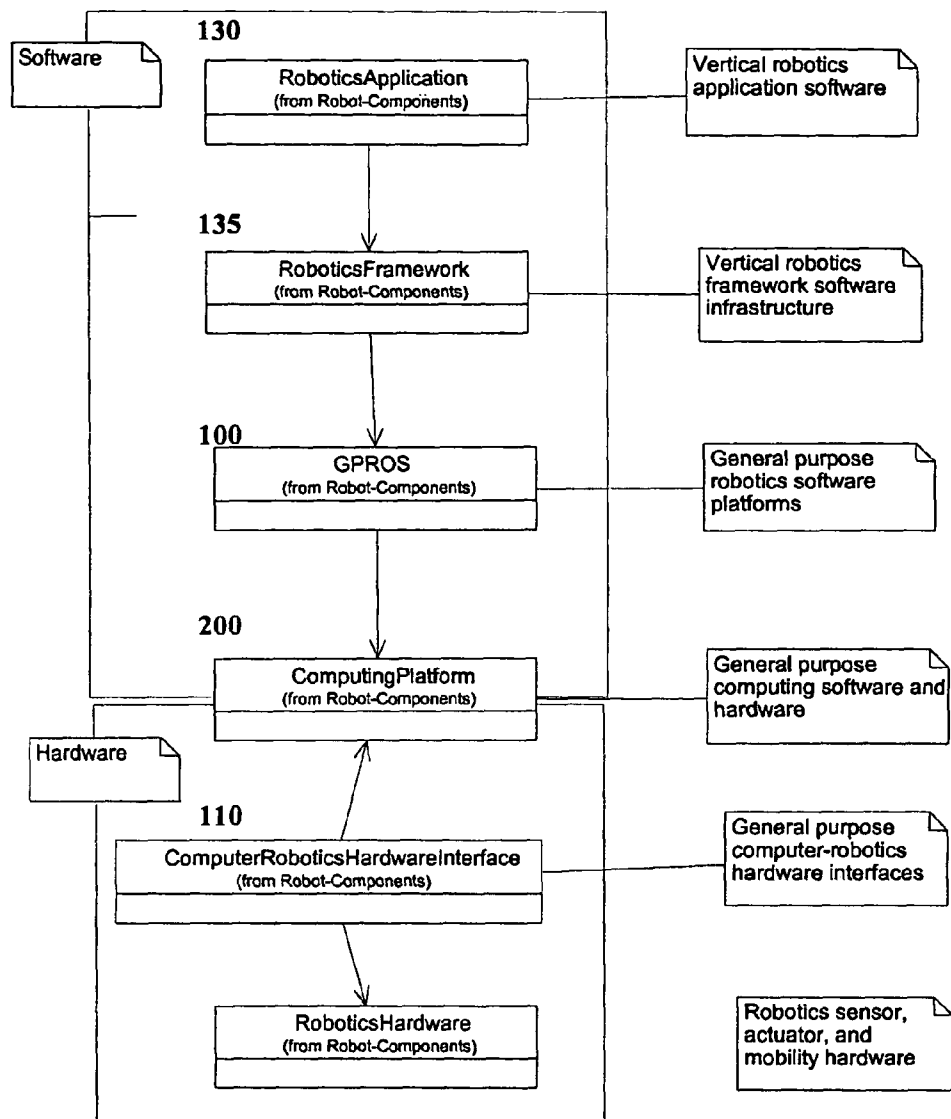 130
Software
RoboticsApplication
(from Robot-Components)
Vertical robotics
application software
135
RoboticsFramework
(from Robot-Components)
Vertical robotics
framework software
infrastructure
100
GPROS
(from Robot-Components)
General purpose
robotics software
platforms
200
ComputingPlatform
(from Robot-Components)
General purpose
computing software and
hardware
Hardware
110
ComputerRoboticsHardwareInterface
(from Robot-Components)
General purpose
computer-robotics
hardware interfaces
RoboticsHardware
(from Robot-Components)
Robotics sensor,
actuator, and
mobility hardware